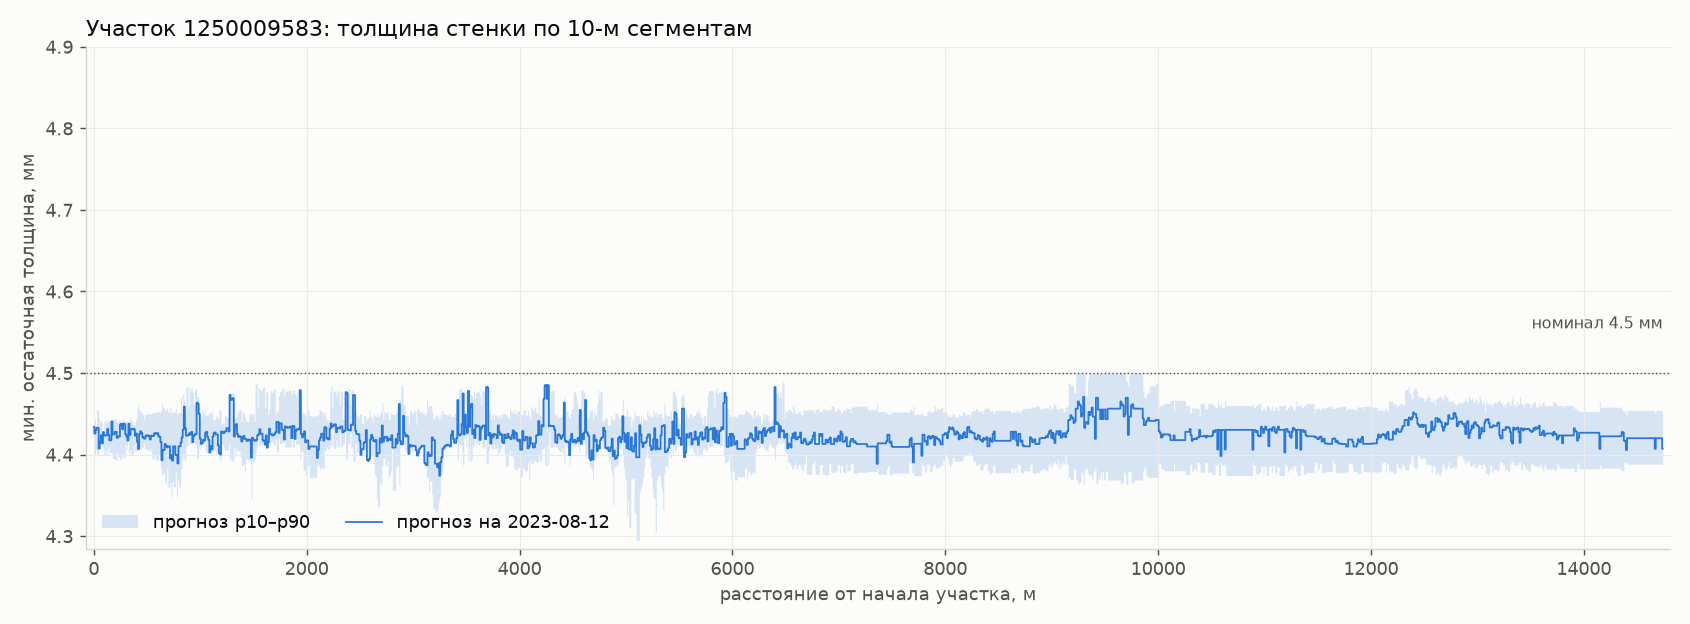 Участок 1250009583: толщина стенки по 10-м сегментам
мин. остаточная толщина, мм
4.9
4.8
4.7
4.6
4.5
4.4
4.3
номинал 4.5 мм
прогноз p10–p90
прогноз на 2023-08-12
0
2000
4000
6000
8000
10000
12000
14000
расстояние от начала участка, м